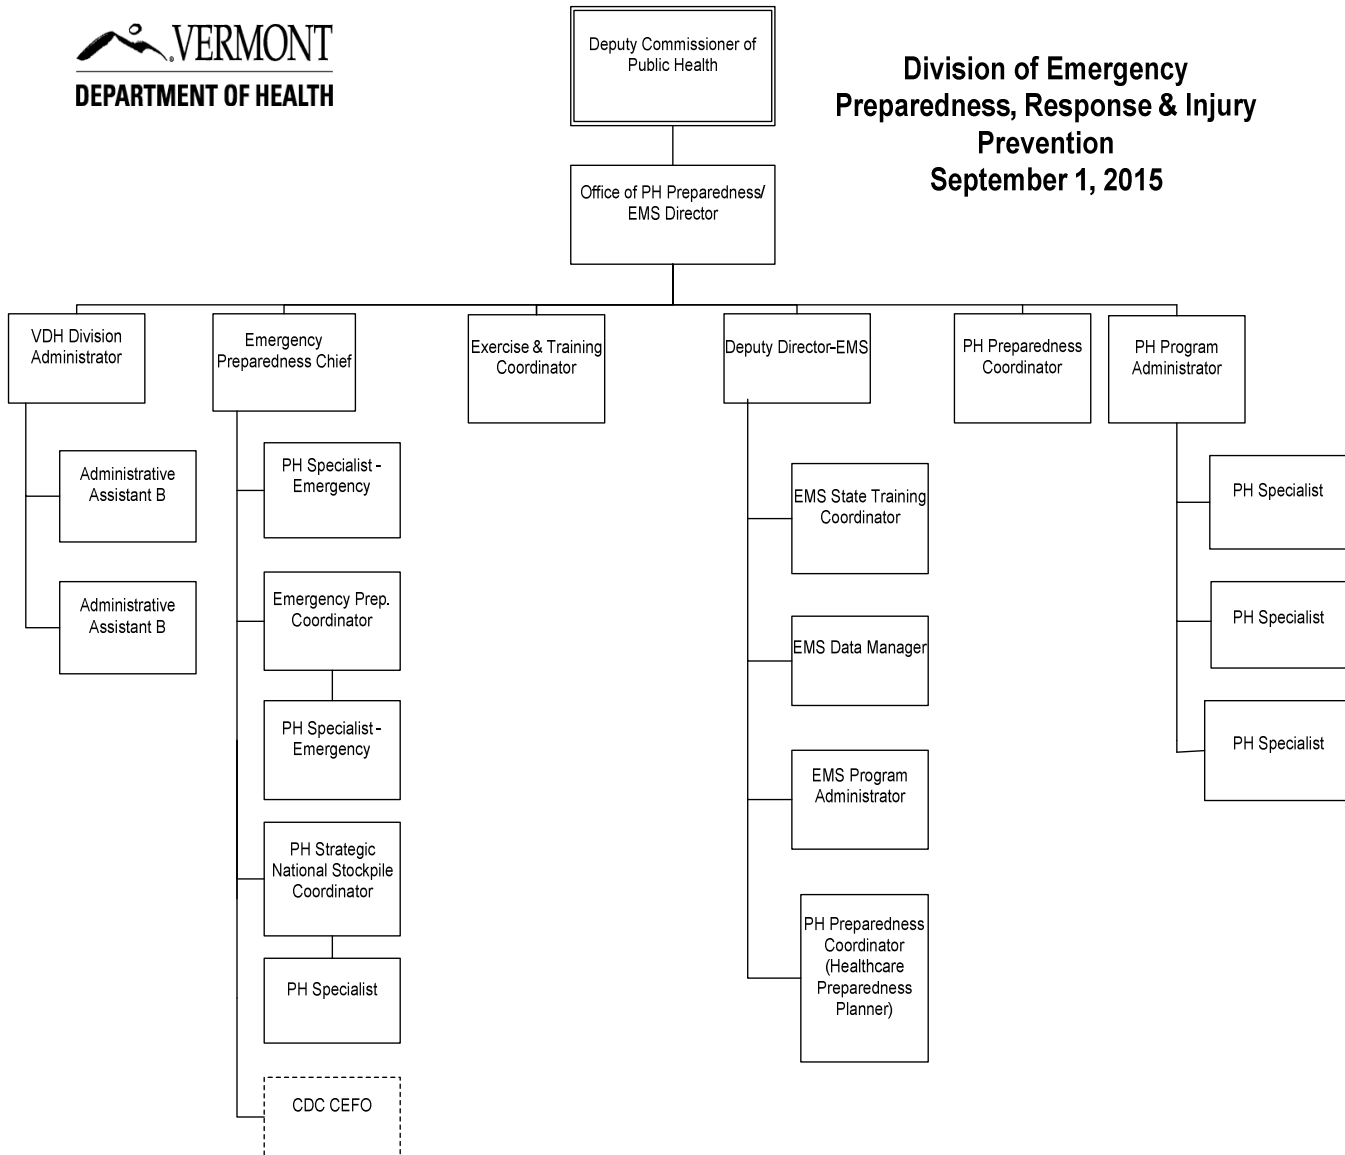 VERMONT
DEPARTMENT OF HEALTH
Deputy Commissioner of
Public Health
Division of Emergency
Preparedness, Response & Injury
Prevention
September 1, 2015
Office of PH Preparedness/
EMS Director
VDH Division
Administrator
Emergency
Preparedness Chief
Exercise & Training
Coordinator
Deputy Director-EMS
PH Preparedness
Coordinator
PH Program
Administrator
Administrative
Assistant B
Administrative
Assistant B
PH Specialist -
Emergency
Emergency Prep.
Coordinator
PH Specialist -
Emergency
PH Strategic
National Stockpile
Coordinator
PH Specialist
CDC CEFO
EMS State Training
Coordinator
EMS Data Manager
EMS Program
Administrator
PH Preparedness
Coordinator
(Healthcare
Preparedness
Planner)
PH Specialist
PH Specialist
PH Specialist